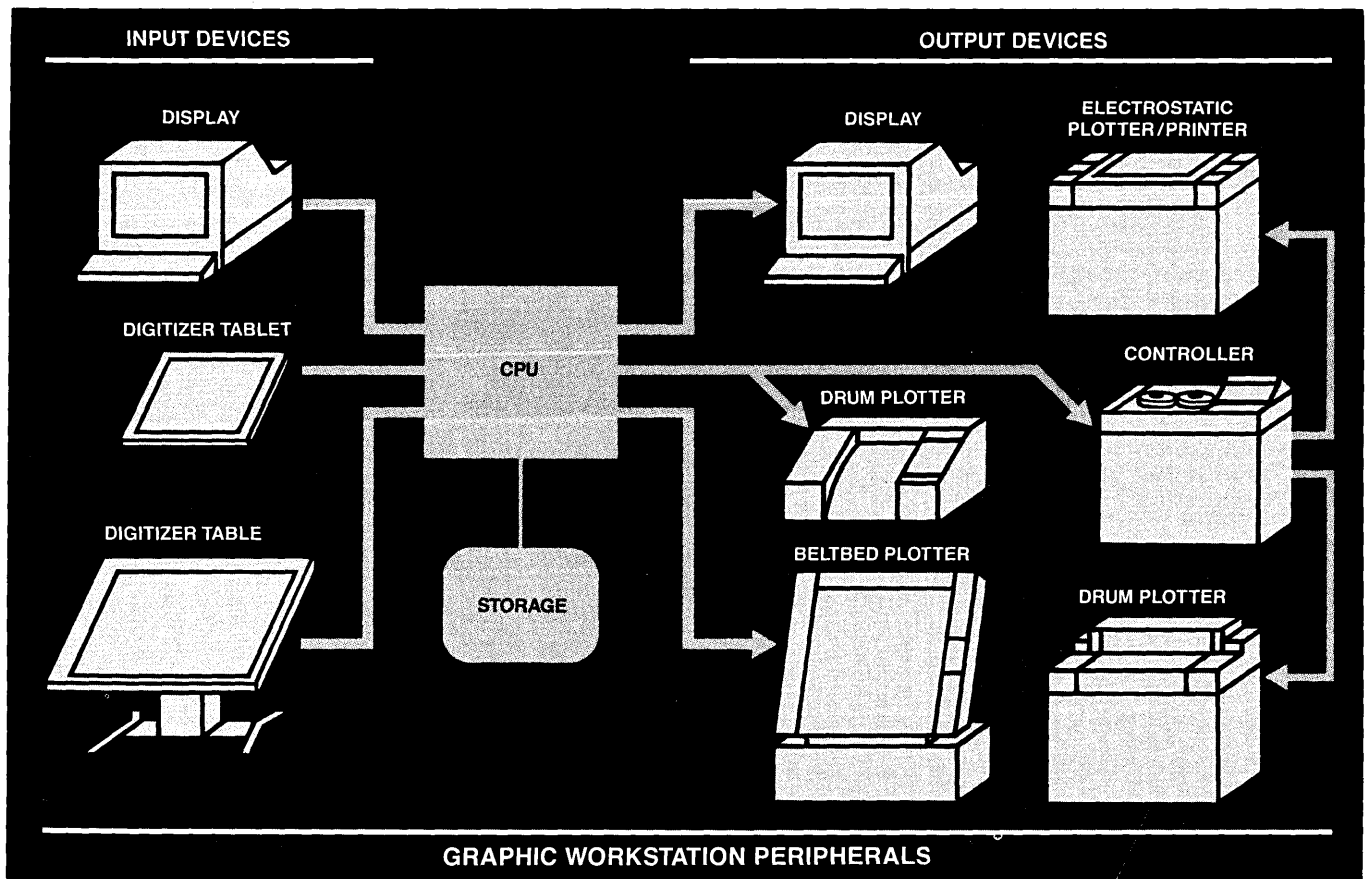 INPUT DEVICES
OUTPUT DEVICES
DISPLAY
DISPLAY
ELECTROSTATIC
PLOTTER/PRINTER
DIGITIZER TABLET
CPU
CONTROLLER
DRUM PLOTTER
DIGITIZER TABLE
BELTBED PLOTTER
STORAGE
DRUM PLOTTER
GRAPHIC WORKSTATION PERIPHERALS